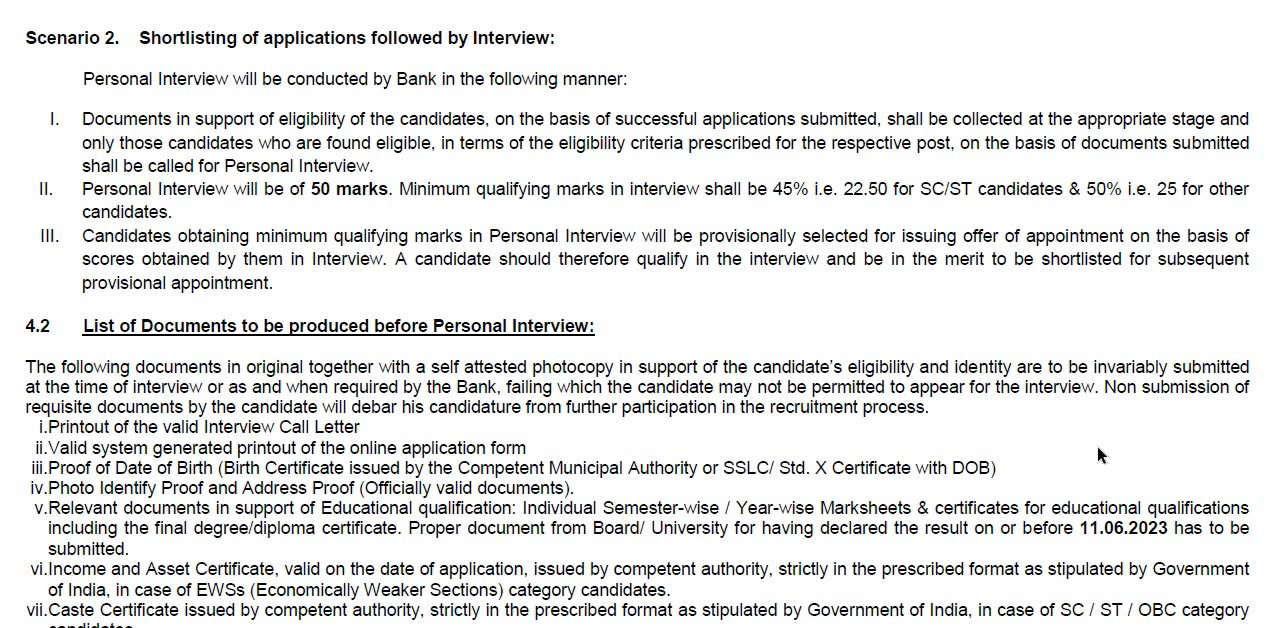 Scenario 2. Shortlisting of applications followed by Interview:
Personal Interview will be conducted by Bank in the following manner:
I. Documents in support of eligibility of the candidates, on the basis of successful applications submitted, shall be collected at the appropriate stage and
only those candidates who are found eligible, in terms of the eligibility criteria prescribed for the respective post, on the basis of documents submitted
shall be called for Personal Interview.
II. Personal Interview will be of 50 marks. Minimum qualifying marks in interview shall be 45% i.e. 22.50 for SC/ST candidates & 50% i.e. 25 for other
candidates.
III. Candidates obtaining minimum qualifying marks in Personal Interview will be provisionally selected for issuing offer of appointment on the basis of
scores obtained by them in Interview. A candidate should therefore qualify in the interview and be in the merit to be shortlisted for subsequent
provisional appointment.
4.2 List of Documents to be produced before Personal Interview:
The following documents in original together with a self attested photocopy in support of the candidate's eligibility and identity are to be invariably submitted
at the time of interview or as and when required by the Bank, failing which the candidate may not be permitted to appear for the interview. Non submission of
requisite documents by the candidate will debar his candidature from further participation in the recruitment process.
i.Printout of the valid Interview Call Letter
ii.Valid system generated printout of the online application form
iii.Proof of Date of Birth (Birth Certificate issued by the Competent Municipal Authority or SSLC/ Std. X Certificate with DOB)
iv.Photo Identify Proof and Address Proof (Officially valid documents).
v.Relevant documents in support of Educational qualification: Individual Semester-wise / Year-wise Marksheets & certificates for educational qualifications
including the final degree/diploma certificate. Proper document from Board/ University for having declared the result on or before 11.06.2023 has to be
submitted.
vi.Income and Asset Certificate, valid on the date of application, issued by competent authority, strictly in the prescribed format as stipulated by Government
of India, in case of EWSs (Economically Weaker Sections) category candidates.
vii.Caste Certificate issued by competent authority, strictly in the prescribed format as stipulated by Government of India, in case of SC / ST / OBC category